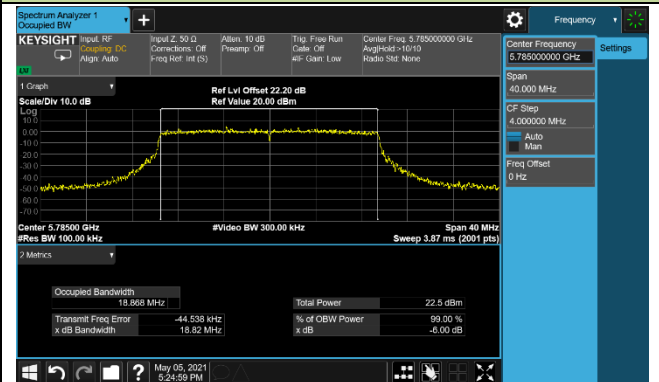 Spectrum Analyzer 1
Occupied BW
Frequency
KEYSIGHT
Input: RF
Coupling: DC
Align: Auto
Input Z: 50 Ω
Corrections: Off
Freq Ref: Int (S)
Atten: 10 dB
Preamp: Off
Trig: Free Run
Gate: Off
#IF Gain: Low
Center Freq: 5.785000000 GHz
Avg|Hold:>10/10
Radio Std: None
LXI
Center Frequency
5.785000000 GHz
Settings
Span
40.000 MHz
CF Step
4.000000 MHz
Auto
Man
Freq Offset
0 Hz
1 Graph
Scale/Div 10.0 dB
Ref Lvl Offset 22.20 dB
Ref Value 20.00 dBm
Log
10.0
0.00
-10.0
-20.0
-30.0
-40.0
-50.0
-60.0
-70.0
Center 5.78500 GHz
#Video BW 300.00 kHz
Span 40 MHz
#Res BW 100.00 kHz
Sweep 3.87 ms (2001 pts)
2 Metrics
Occupied Bandwidth
18.868 MHz
Total Power 22.5 dBm
Transmit Freq Error -44.538 kHz
% of OBW Power 99.00 %
x dB Bandwidth 18.82 MHz
x dB -6.00 dB
?
May 05, 2021
5:24:59 PM